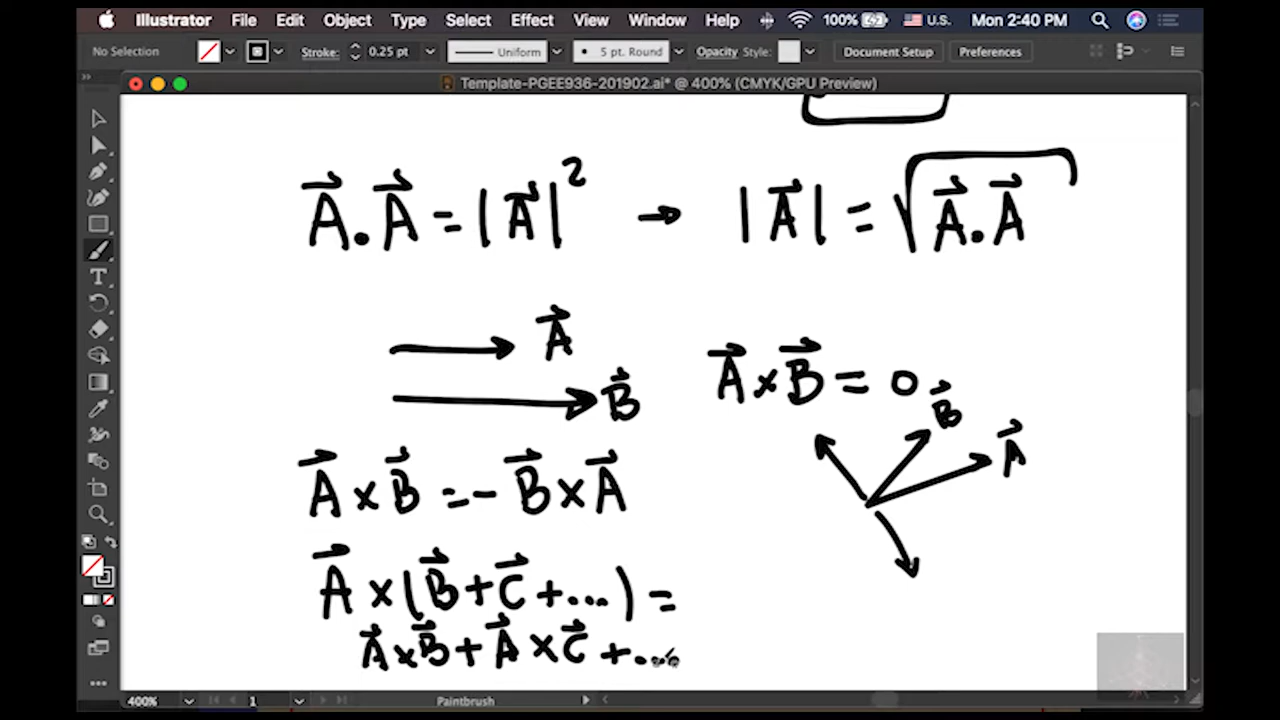 Illustrator File Edit Object Type Select Effect View Window Help 100% U.S. Mon 2:40 PM
No Selection Stroke: 0.25 pt Uniform 5 pt. Round Opacity Style: Document Setup Preferences
Template-PGEE936-201902.ai* @ 400% (CMYK/GPU Preview)
A⃗.A⃗ = |A⃗|² → |A⃗| = √A⃗.A⃗
A⃗
B⃗
A⃗×B⃗ = 0
B⃗
A⃗
A⃗ × B⃗ = - B⃗ × A⃗
A⃗ × (B⃗ + C⃗ + ...) =
A⃗×B⃗ + A⃗ × C⃗ + ...
400% 1 Paintbrush